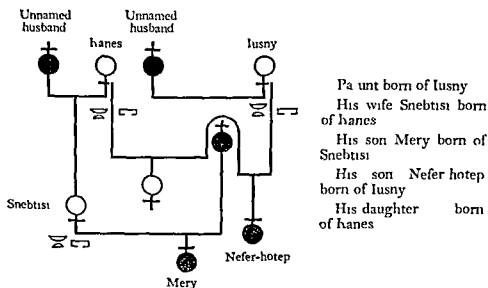 Unnamed
husband
Unnamed
husband
hanes
Iusny
Snebtisi
Nefer-hotep
Mery
Pa unt born of Iusny
His wife Snebtisi born
of hanes
His son Mery born of
Snebtisi
His son Nefer hotep
born of Iusny
His daughter born
of hanes